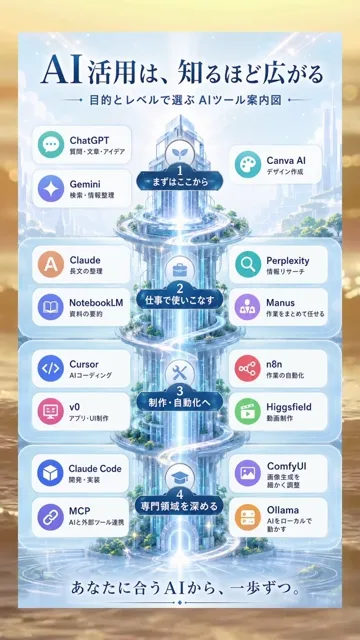 AI活用は、知るほど広がる
目的とレベルで選ぶ AIツール案内図
ChatGPT
質問・文章・アイデア
Gemini
検索・情報整理
1
まずはここから
Canva AI
デザイン作成
Claude
長文の整理
NotebookLM
資料の要約
2
仕事で使いこなす
Perplexity
情報リサーチ
Manus
作業をまとめて任せる
Cursor
AIコーディング
v0
アプリ・UI制作
3
制作・自動化へ
n8n
作業の自動化
Higgsfield
動画制作
Claude Code
開発・実装
MCP
AIと外部ツール連携
4
専門領域を深める
ComfyUI
画像生成を
細かく調整
Ollama
AIをローカルで
動かす
あなたに合うAIから、一歩ずつ。